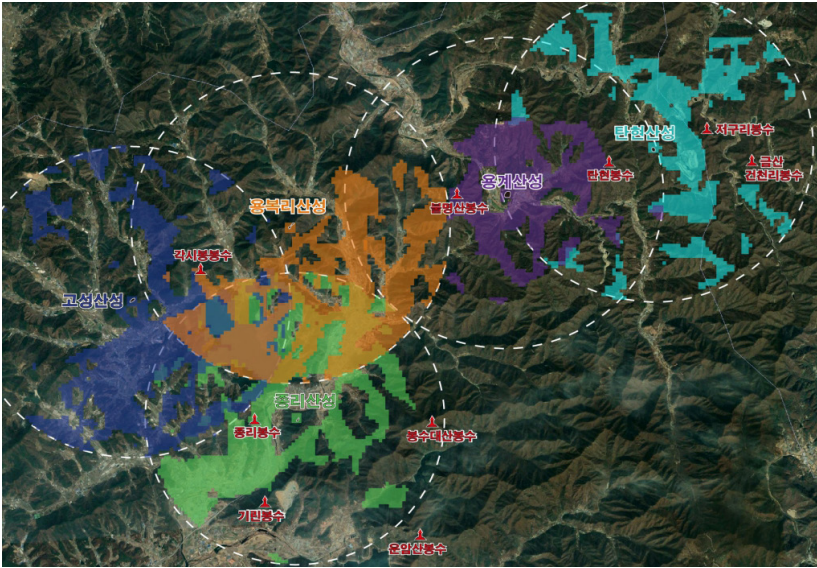 탄현산성
저구리봉수
금산
건천리봉수
탄현봉수
용계산성
불명산봉수
용복리산성
각시봉봉수
고성산성
종리산성
종리봉수
봉수대산봉수
기린봉수
운암산봉수